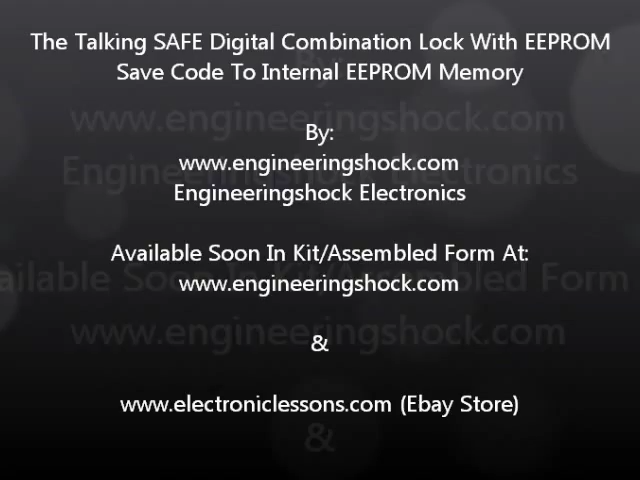 The Talking SAFE Digital Combination Lock With EEPROM
Save Code To Internal EEPROM Memory
By:
www.engineeringshock.com
Engineeringshock Electronics
Available Soon In Kit/Assembled Form At:
www.engineeringshock.com
&
www.electroniclessons.com (Ebay Store)